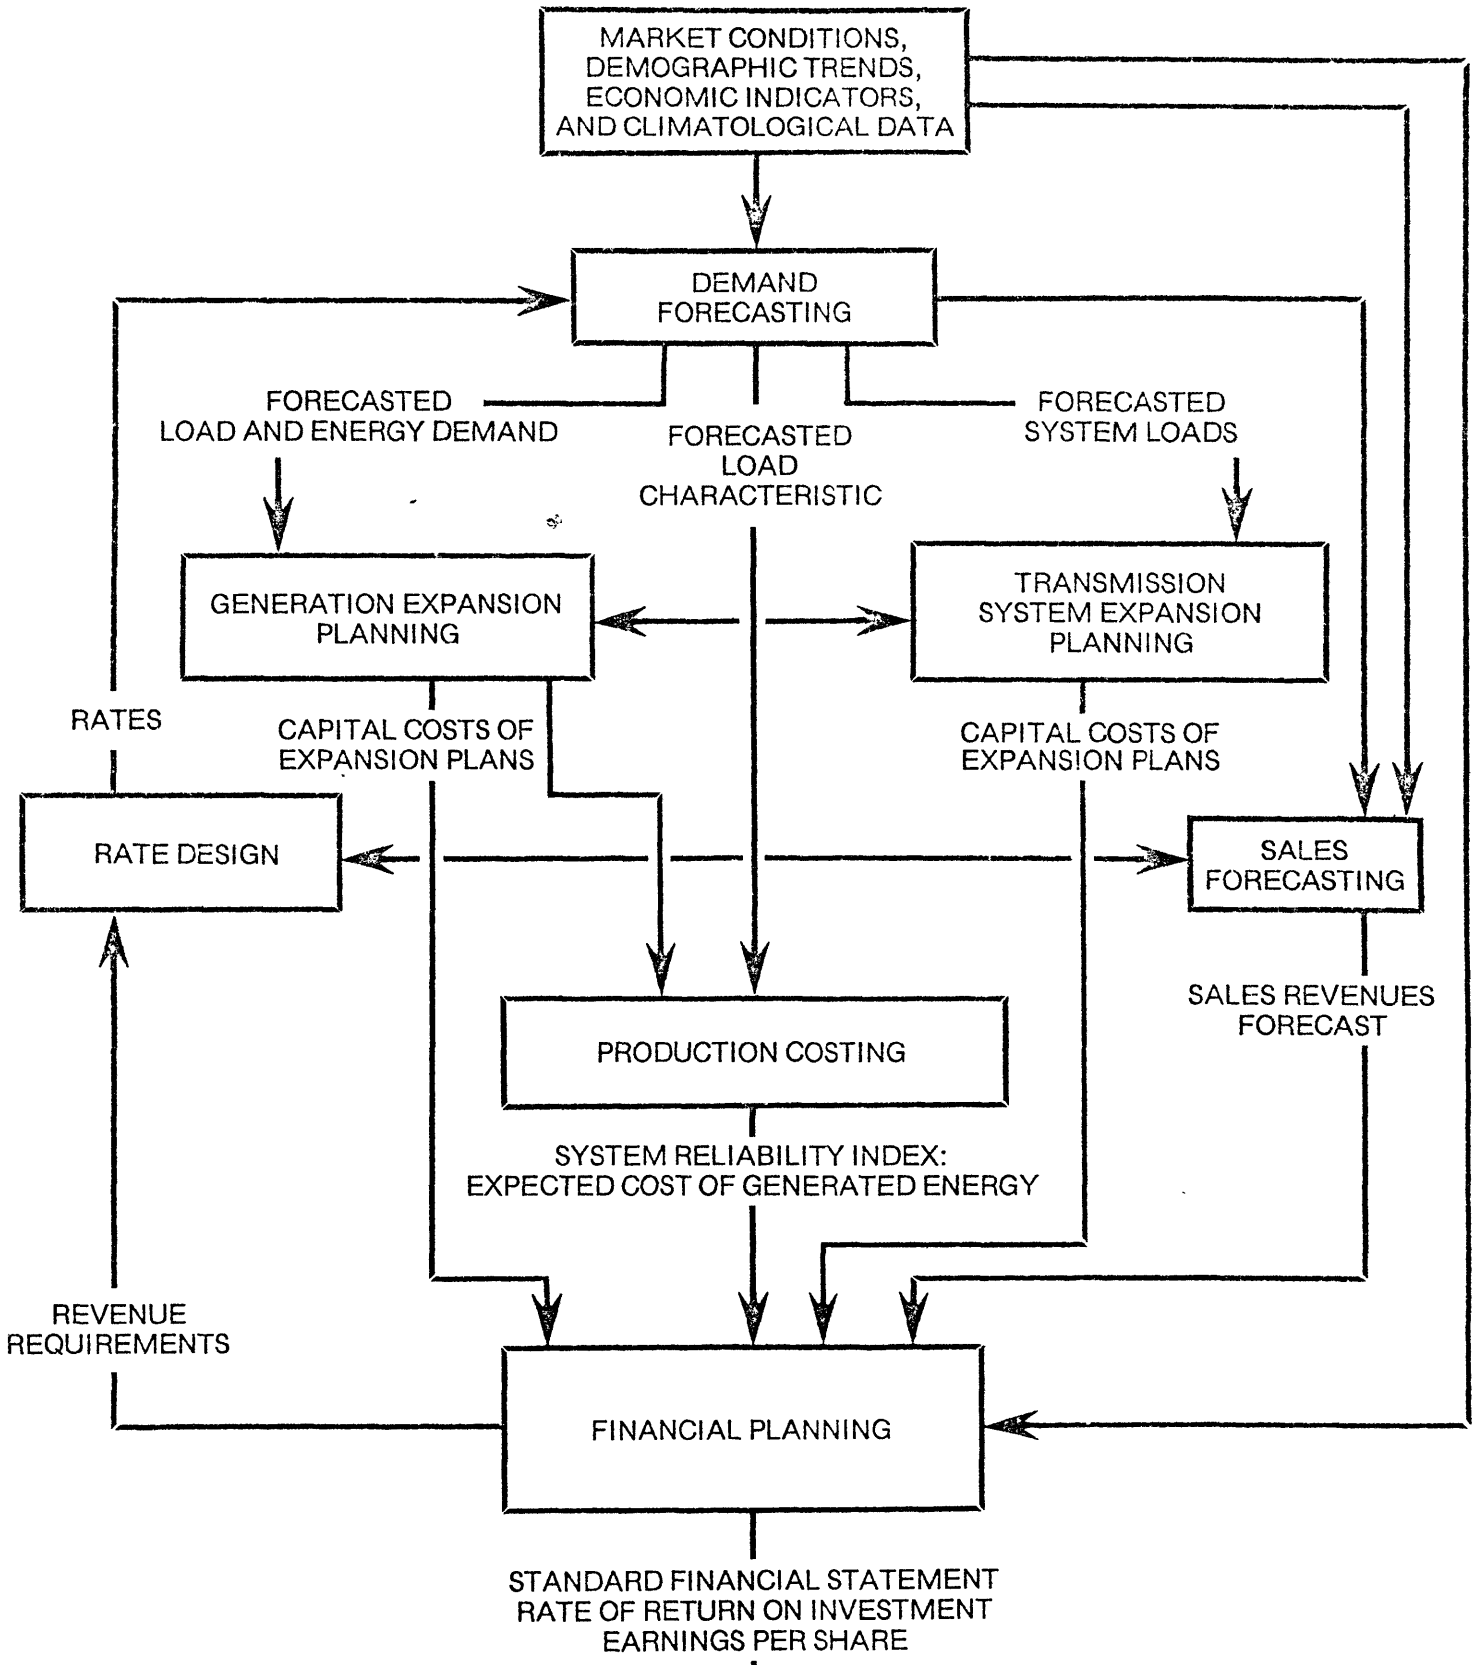 MARKET CONDITIONS,
DEMOGRAPHIC TRENDS,
ECONOMIC INDICATORS,
AND CLIMATOLOGICAL DATA
DEMAND
FORECASTING
FORECASTED
LOAD AND ENERGY DEMAND
FORECASTED
LOAD
CHARACTERISTIC
FORECASTED
SYSTEM LOADS
GENERATION EXPANSION
PLANNING
TRANSMISSION
SYSTEM EXPANSION
PLANNING
RATES
CAPITAL COSTS OF
EXPANSION PLANS
CAPITAL COSTS OF
EXPANSION PLANS
RATE DESIGN
SALES
FORECASTING
SALES REVENUES
FORECAST
PRODUCTION COSTING
SYSTEM RELIABILITY INDEX:
EXPECTED COST OF GENERATED ENERGY
REVENUE
REQUIREMENTS
FINANCIAL PLANNING
STANDARD FINANCIAL STATEMENT
RATE OF RETURN ON INVESTMENT
EARNINGS PER SHARE